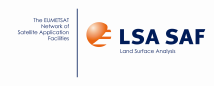 The EUMETSAT
Network of
Satellite Application
Facilities
LSA SAF
Land Surface Analysis